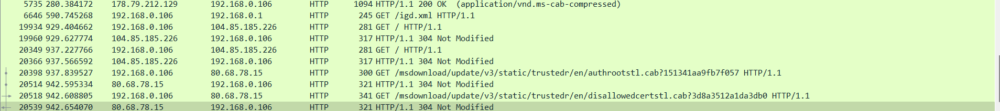 5735 280.384172 178.79.212.129 192.168.0.106 HTTP 1094 HTTP/1.1 200 OK (application/vnd.ms-cab-compressed)
6646 590.745268 192.168.0.106 192.168.0.1 HTTP 245 GET /igd.xml HTTP/1.1
19934 929.404662 192.168.0.106 104.85.185.226 HTTP 281 GET / HTTP/1.1
19960 929.627774 104.85.185.226 192.168.0.106 HTTP 317 HTTP/1.1 304 Not Modified
20349 937.227766 192.168.0.106 104.85.185.226 HTTP 281 GET / HTTP/1.1
20366 937.566592 104.85.185.226 192.168.0.106 HTTP 317 HTTP/1.1 304 Not Modified
20398 937.839527 192.168.0.106 80.68.78.15 HTTP 300 GET /msdownload/update/v3/static/trustedr/en/authrootstl.cab?151341aa9fb7f057 HTTP/1.1
20514 942.595334 80.68.78.15 192.168.0.106 HTTP 321 HTTP/1.1 304 Not Modified
20518 942.608805 192.168.0.106 80.68.78.15 HTTP 341 GET /msdownload/update/v3/static/trustedr/en/disallowedcertstl.cab?3d8a3512a1da3db0 HTTP/1.1
20539 942.654070 80.68.78.15 192.168.0.106 HTTP 321 HTTP/1.1 304 Not Modified